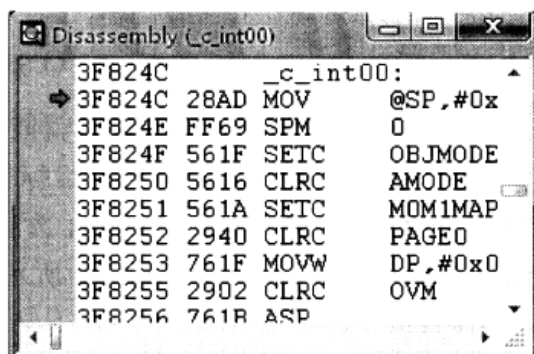 Disassembly (_c_int00)
3F824C _c_int00:
3F824C 28AD MOV @SP,#0x
3F824E FF69 SPM 0
3F824F 561F SETC OBJMODE
3F8250 5616 CLRC AMODE
3F8251 561A SETC M0M1MAP
3F8252 2940 CLRC PAGE0
3F8253 761F MOVW DP,#0x0
3F8255 2902 CLRC OVM
3F8256 761B ASP